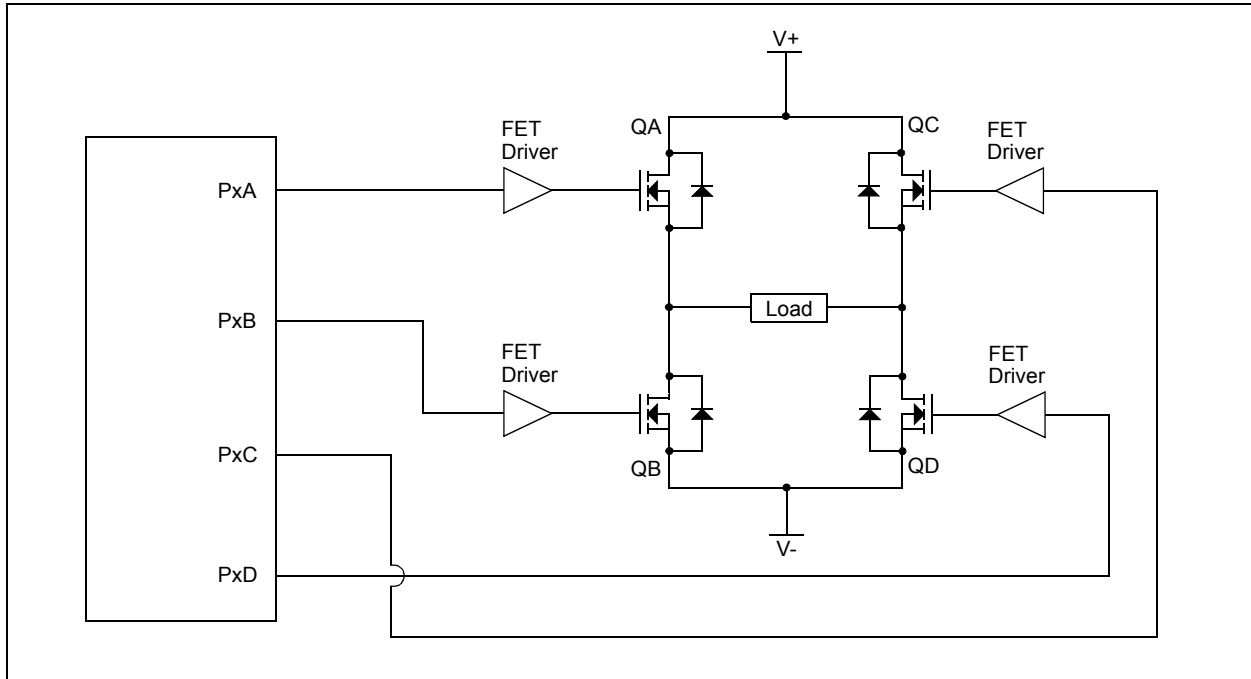 V+
QA
QC
FET
Driver
FET
Driver
PxA
Load
PxB
FET
Driver
FET
Driver
PxC
QB
QD
V-
PxD